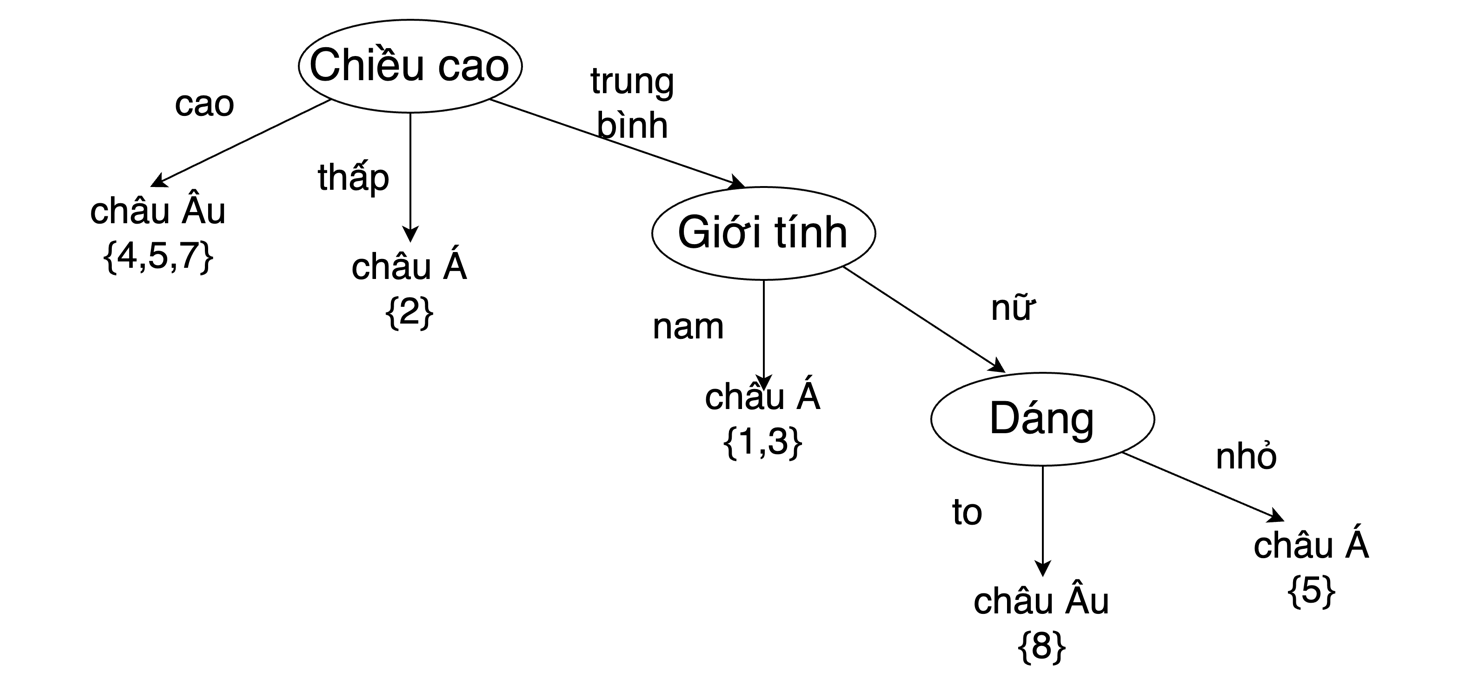 Chiều cao
cao
trung
bình
thấp
châu Âu
{4,5,7}
Giới tính
châu Á
{2}
nam
nữ
châu Á
{1,3}
Dáng
nhỏ
to
châu Á
{5}
châu Âu
{8}